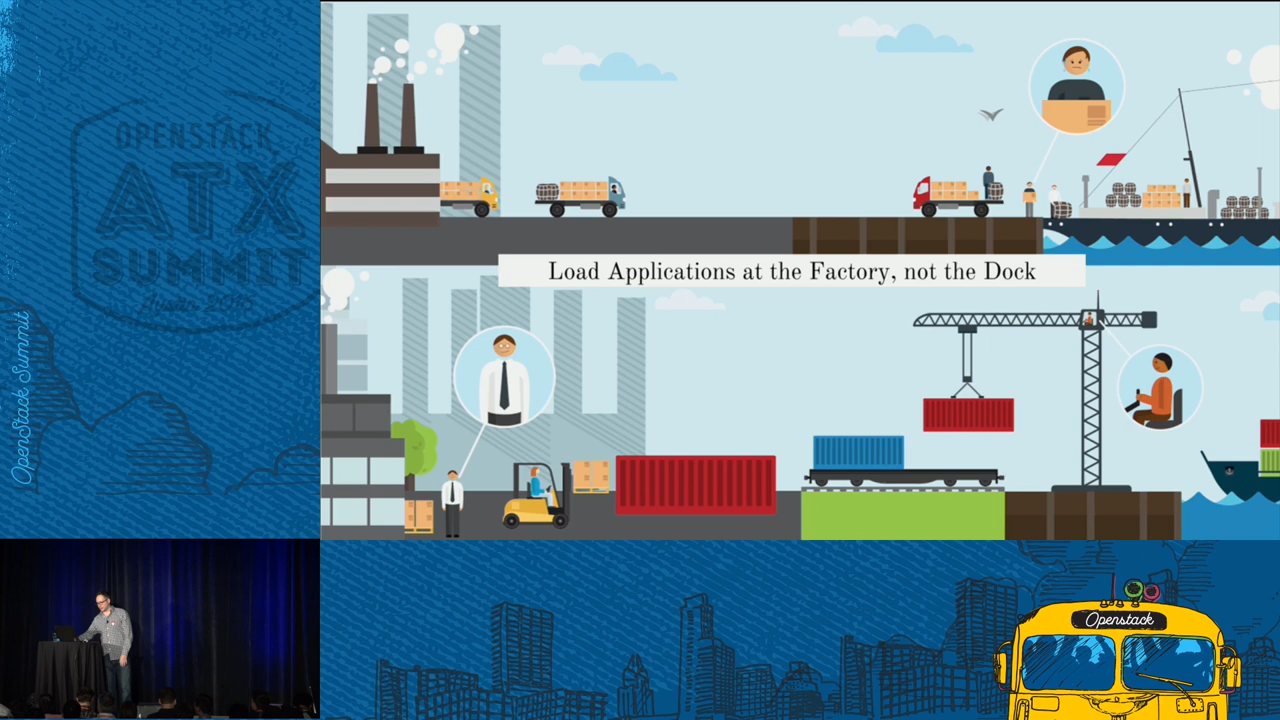 OPENSTACK
ATX
SUMMIT
Austin 2016
OpenStack Summit
Load Applications at the Factory, not the Dock
Openstack